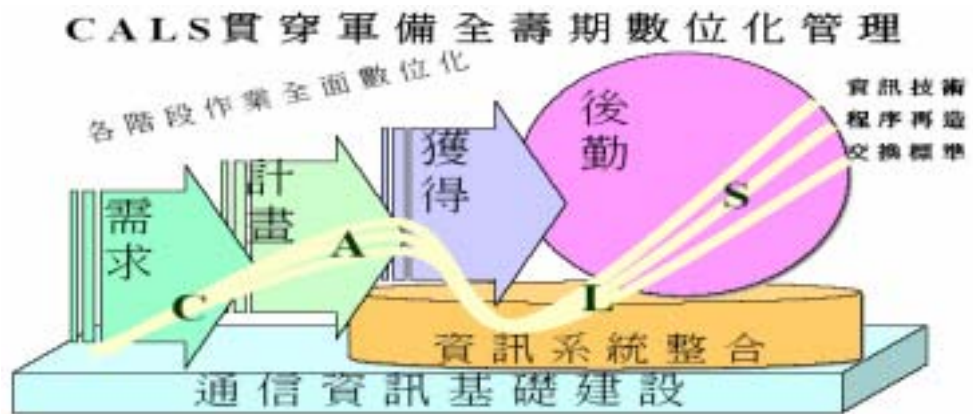 CALS貫穿軍備全壽期數位化管理
各階段作業全面數位化
資訊技術
程序再造
交換標準
需求
計畫
獲得
後勤
C
A
L
S
資訊系統整合
通信資訊基礎建設